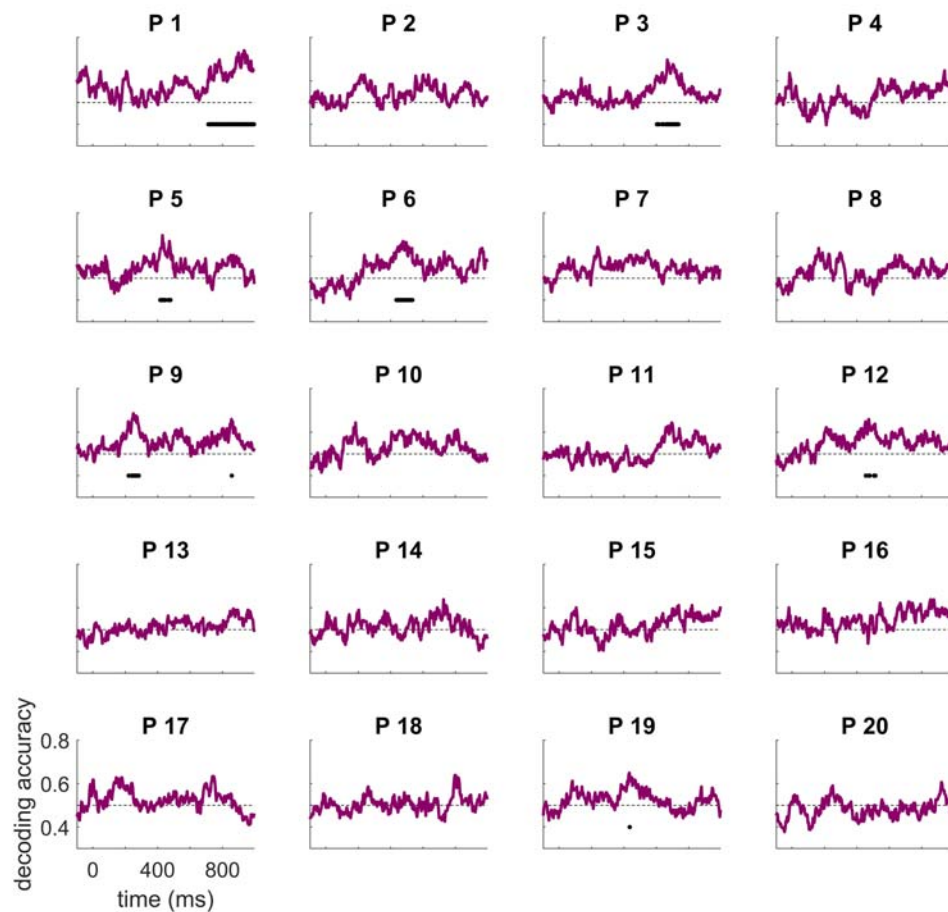 P 1 P 2 P 3 P 4
P 5 P 6 P 7 P 8
P 9 P 10 P 11 P 12
P 13 P 14 P 15 P 16
P 17 P 18 P 19 P 20
decoding accuracy
0.8
0.6
0.4
0 400 800
time (ms)